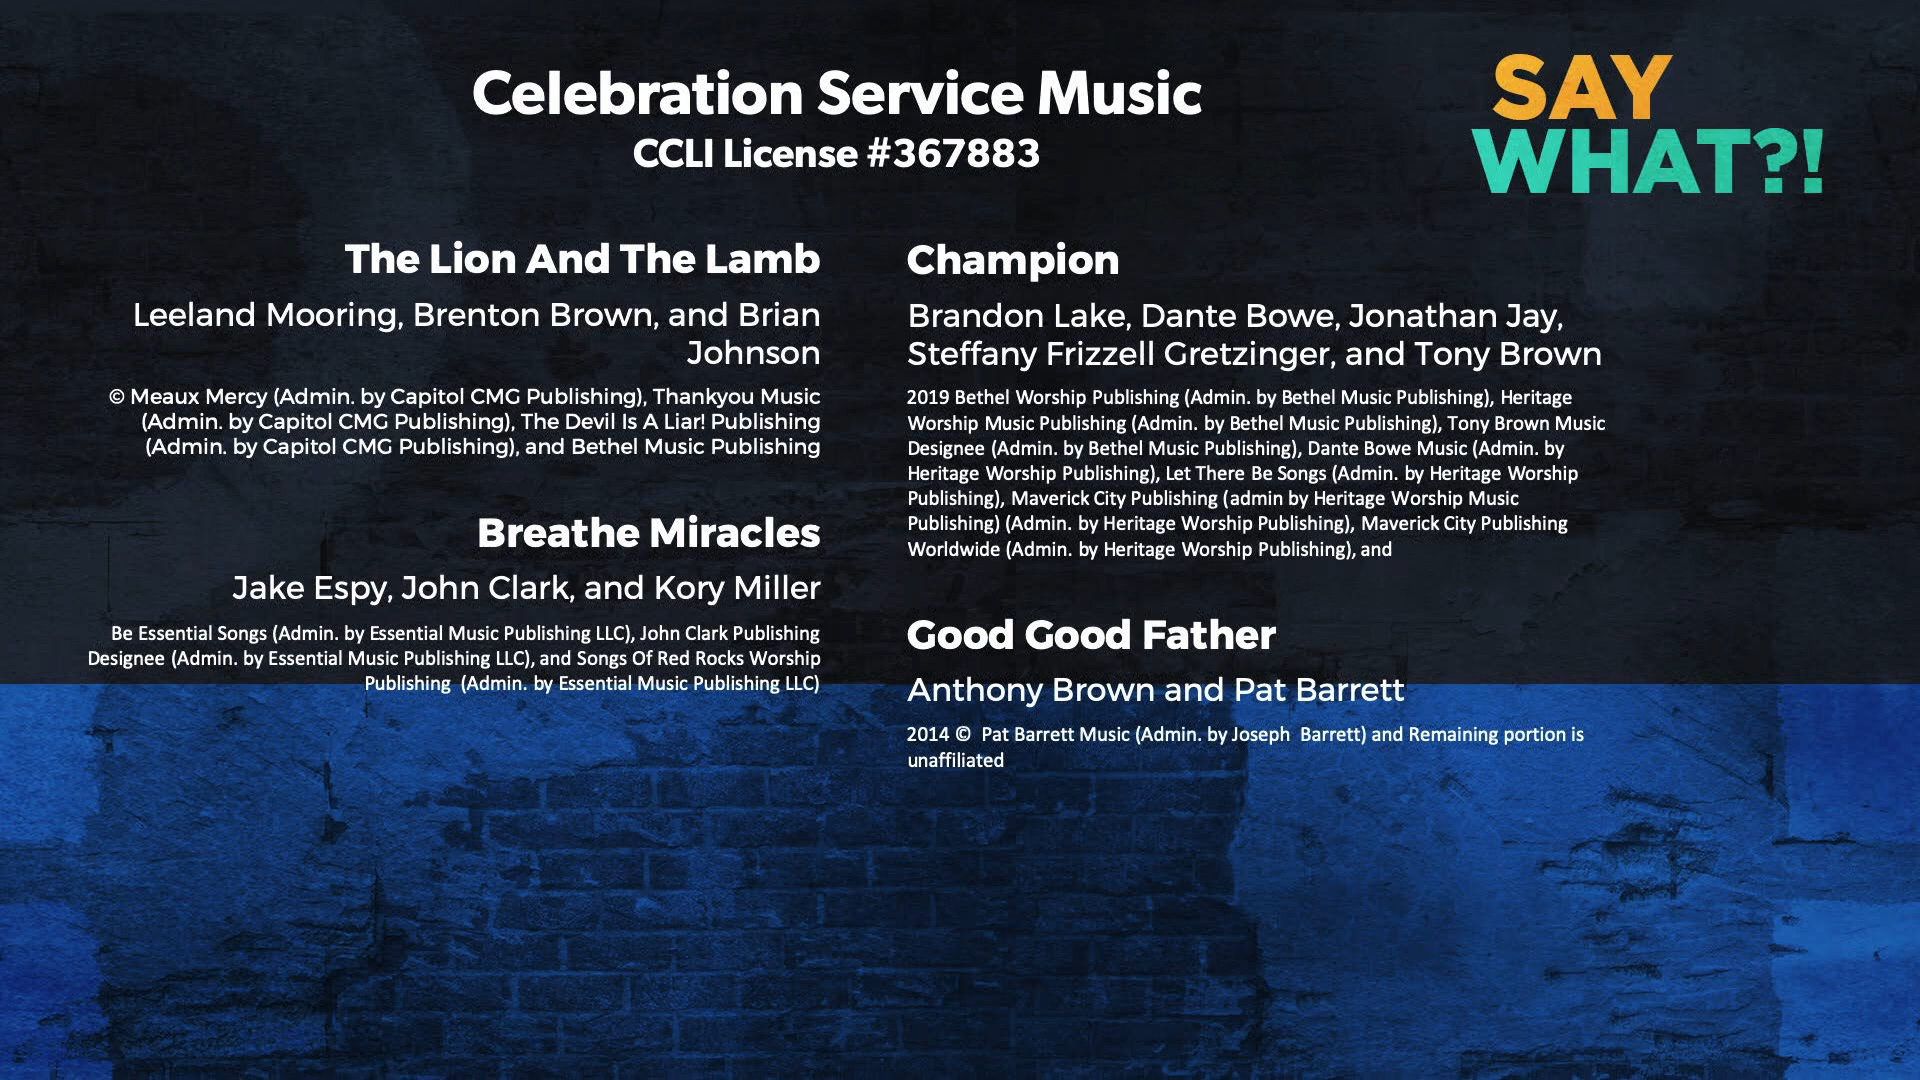 Celebration Service Music
CCLI License #367883
SAY
WHAT?!
The Lion And The Lamb
Leeland Mooring, Brenton Brown, and Brian
Johnson
© Meaux Mercy (Admin. by Capitol CMG Publishing), Thankyou Music
(Admin. by Capitol CMG Publishing), The Devil Is A Liar! Publishing
(Admin. by Capitol CMG Publishing), and Bethel Music Publishing
Breathe Miracles
Jake Espy, John Clark, and Kory Miller
Be Essential Songs (Admin. by Essential Music Publishing LLC), John Clark Publishing
Designee (Admin. by Essential Music Publishing LLC), and Songs Of Red Rocks Worship
Publishing  (Admin. by Essential Music Publishing LLC)
Champion
Brandon Lake, Dante Bowe, Jonathan Jay,
Steffany Frizzell Gretzinger, and Tony Brown
2019 Bethel Worship Publishing (Admin. by Bethel Music Publishing), Heritage
Worship Music Publishing (Admin. by Bethel Music Publishing), Tony Brown Music
Designee (Admin. by Bethel Music Publishing), Dante Bowe Music (Admin. by
Heritage Worship Publishing), Let There Be Songs (Admin. by Heritage Worship
Publishing), Maverick City Publishing (admin by Heritage Worship Music
Publishing) (Admin. by Heritage Worship Publishing), Maverick City Publishing
Worldwide (Admin. by Heritage Worship Publishing), and
Good Good Father
Anthony Brown and Pat Barrett
2014 ©  Pat Barrett Music (Admin. by Joseph  Barrett) and Remaining portion is
unaffiliated